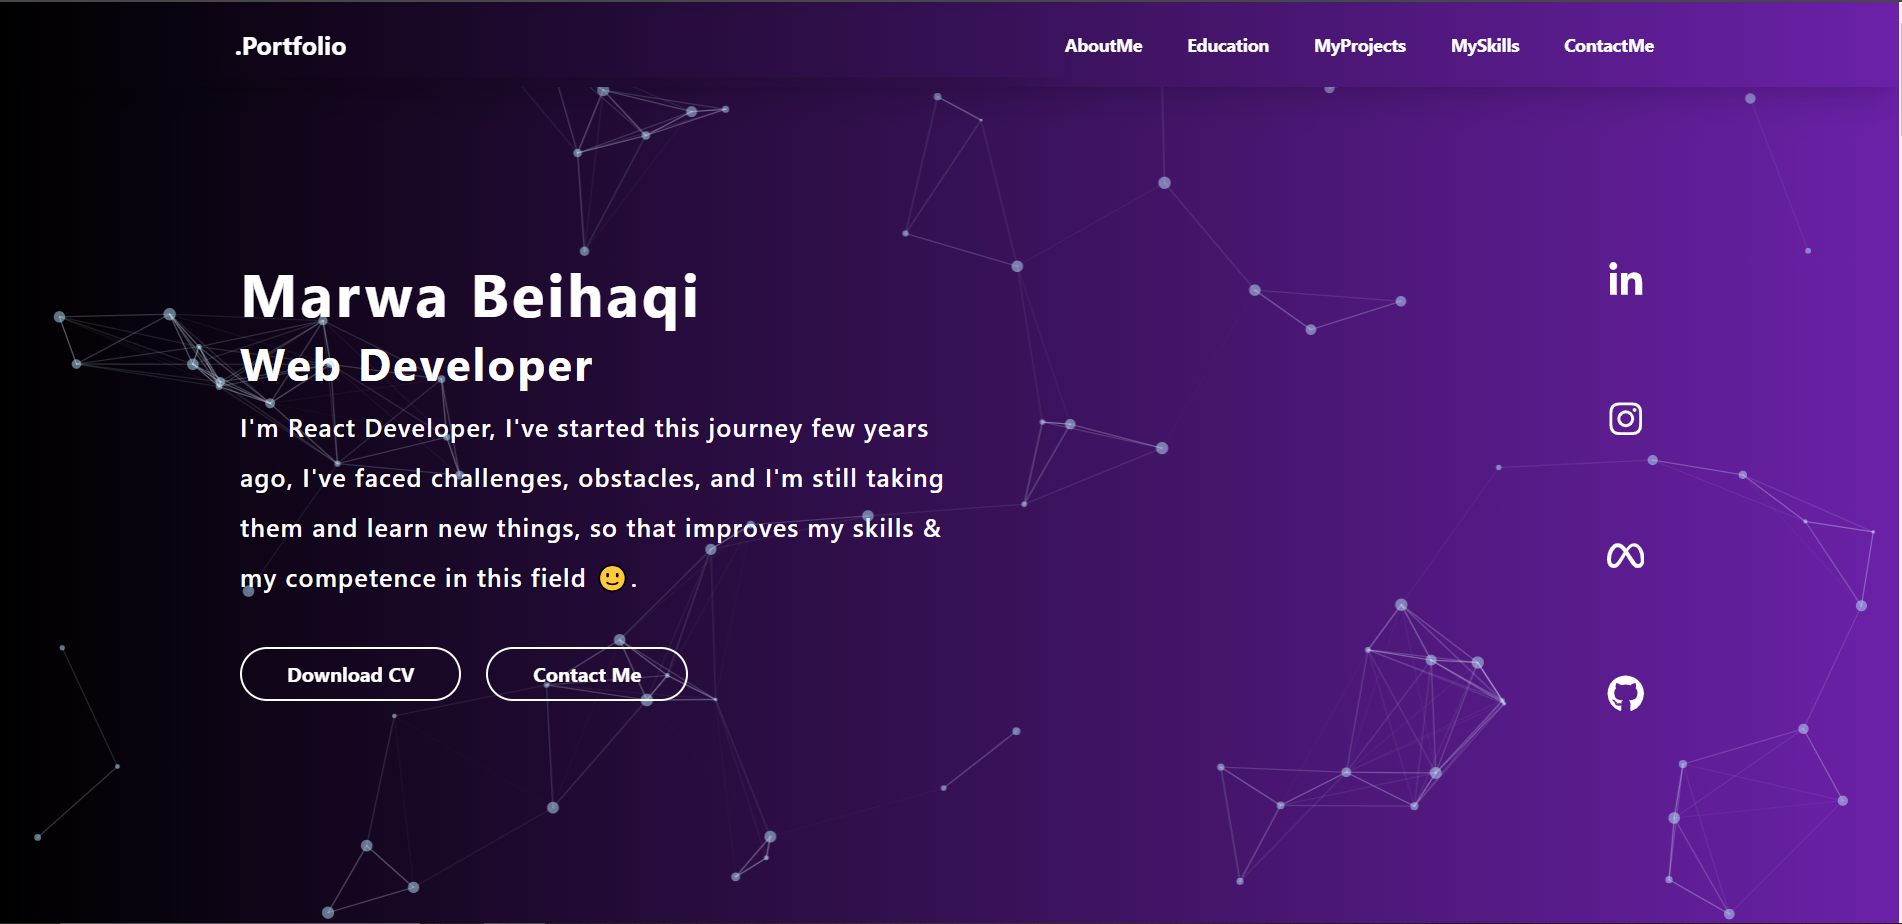 .Portfolio
AboutMe
Education
MyProjects
MySkills
ContactMe
Marwa Beihaqi
Web Developer
I'm React Developer, I've started this journey few years
ago, I've faced challenges, obstacles, and I'm still taking
them and learn new things, so that improves my skills &
my competence in this field 🙂.
Download CV
Contact Me